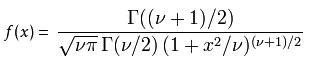 f(x) = Γ((ν + 1)/2) / √νπ Γ(ν/2) (1 + x²/ν)^(ν+1)/2